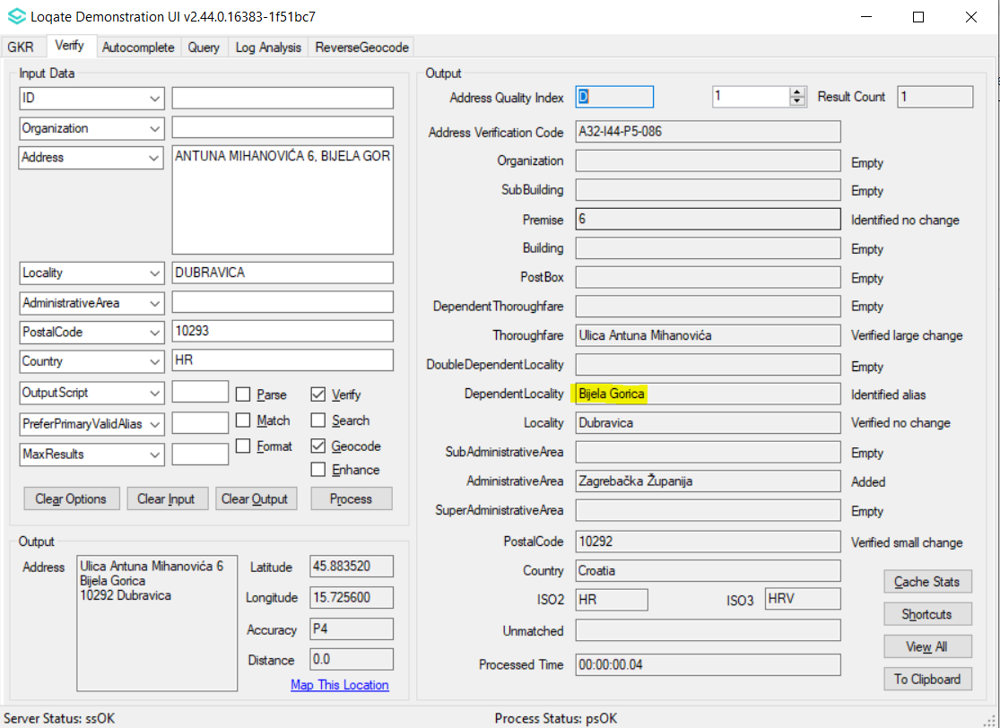 Loqate Demonstration UI v2.44.0.16383-1f51bc7
GKR Verify Autocomplete Query Log Analysis ReverseGeocode
Input Data
ID
Organization
Address ANTUNA MIHANOVIĆA 6, BIJELA GOR
Locality DUBRAVICA
AdministrativeArea
PostalCode 10293
Country HR
OutputScript Parse Verify
PreferPrimaryValidAlias Match Search
MaxResults Format Geocode
Enhance
Clear Options Clear Input Clear Output Process
Output
Address Ulica Antuna Mihanovića 6
Bijela Gorica
10292 Dubravica
Latitude 45.883520
Longitude 15.725600
Accuracy P4
Distance 0.0
Map This Location
Output
Address Quality Index D 1 Result Count 1
Address Verification Code A32-I44-P5-086
Organization Empty
SubBuilding Empty
Premise 6 Identified no change
Building Empty
PostBox Empty
DependentThoroughfare Empty
Thoroughfare Ulica Antuna Mihanovića Verified large change
DoubleDependentLocality Empty
DependentLocality Bijela Gorica Identified alias
Locality Dubravica Verified no change
SubAdministrativeArea Empty
AdministrativeArea Zagrebačka Županija Added
SuperAdministrativeArea Empty
PostalCode 10292 Verified small change
Country Croatia
ISO2 HR ISO3 HRV
Unmatched
Processed Time 00:00:00.04
Cache Stats
Shortcuts
View All
To Clipboard
Server Status: ssOK Process Status: psOK